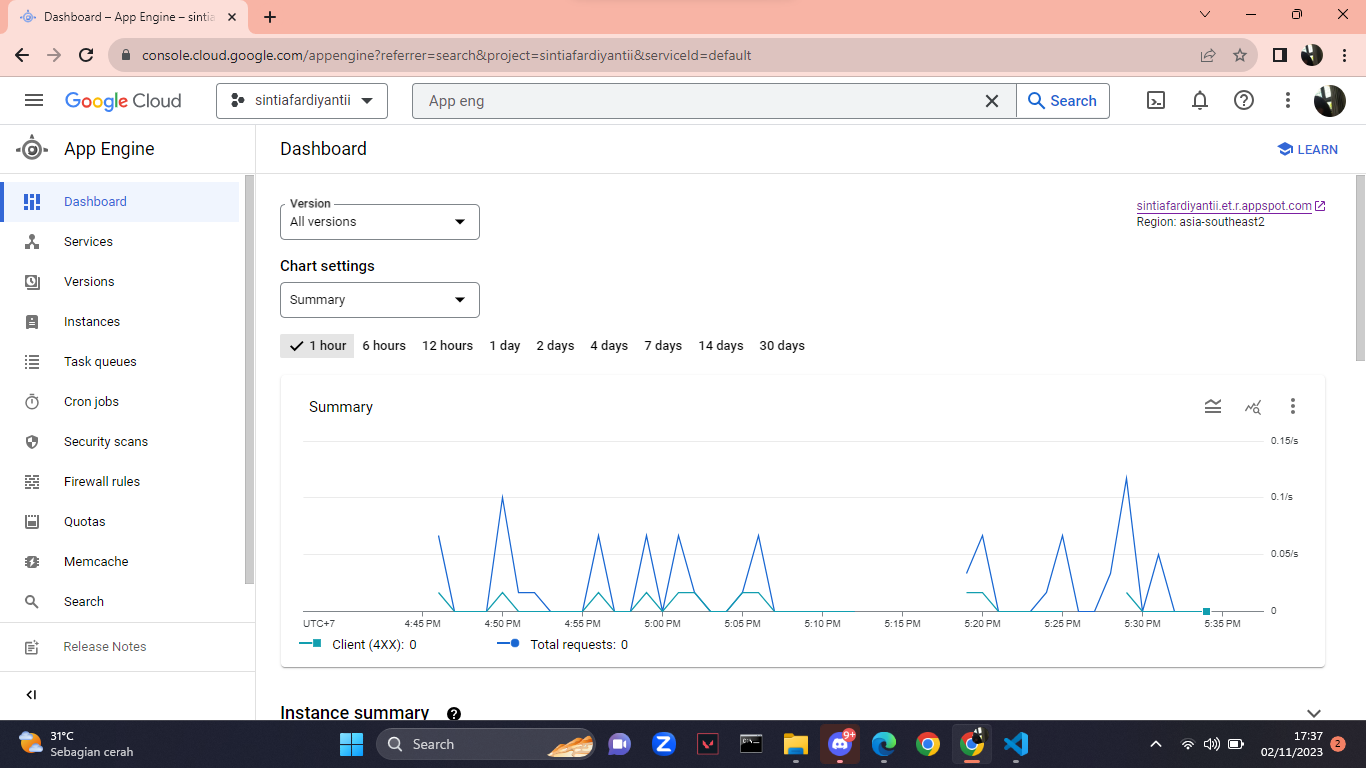 Dashboard – App Engine – sintia
console.cloud.google.com/appengine?referrer=search&project=sintiafardiyantii&serviceId=default
Google Cloud
sintiafardiyantii
App eng
Search
App Engine
Dashboard
LEARN
Dashboard
Services
Versions
Instances
Task queues
Cron jobs
Security scans
Firewall rules
Quotas
Memcache
Search
Release Notes
Version
All versions
sintiafardiyantii.et.r.appspot.com
Region: asia-southeast2
Chart settings
Summary
1 hour 6 hours 12 hours 1 day 2 days 4 days 7 days 14 days 30 days
Summary
0.15/s
0.1/s
0.05/s
0
UTC+7 4:45 PM 4:50 PM 4:55 PM 5:00 PM 5:05 PM 5:10 PM 5:15 PM 5:20 PM 5:25 PM 5:30 PM 5:35 PM
Client (4XX): 0 Total requests: 0
Instance summary
31°C
Sebagian cerah
Search
9+
17:37
02/11/2023
2